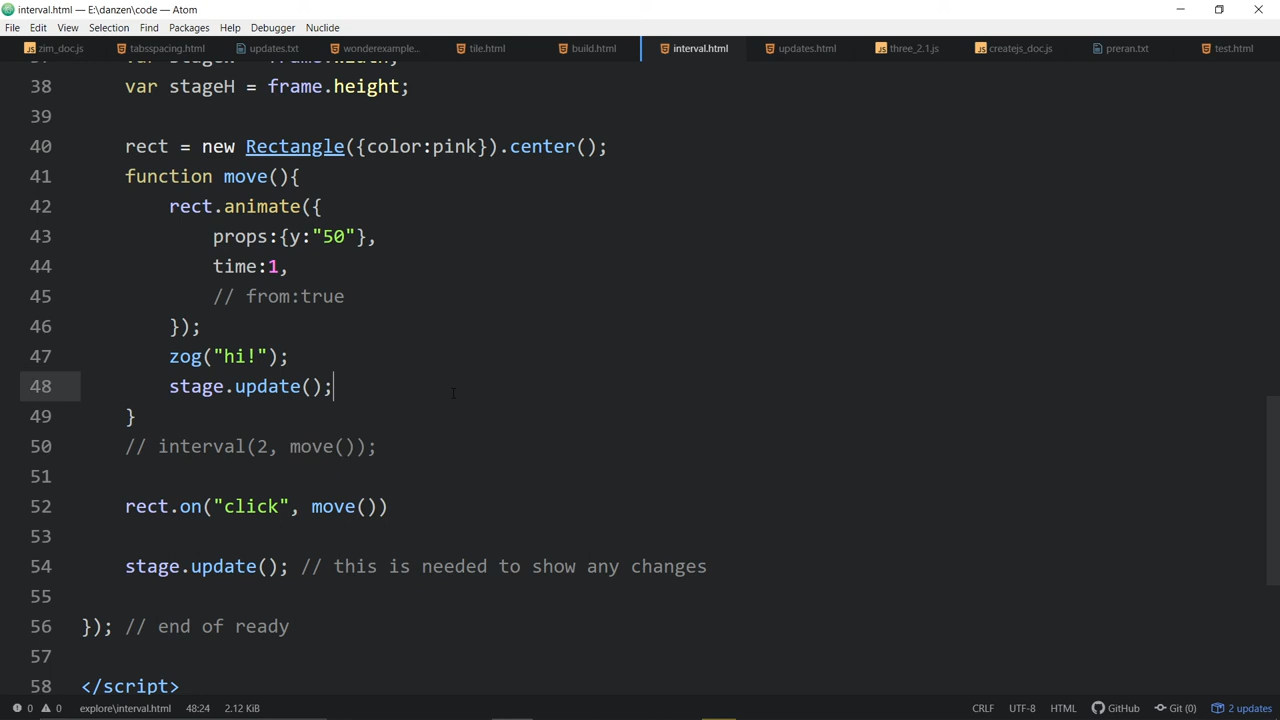 interval.html — E:\danzen\code — Atom
File Edit View Selection Find Packages Help Debugger Nuclide
zim_doc.js tabsspacing.html updates.txt wonderexample.. tile.html build.html interval.html updates.html three_2.1.js createjs_doc.js preran.txt test.html
38 var stageH = frame.height;
39
40 rect = new Rectangle({color:pink}).center();
41 function move(){
42 rect.animate({
43 props:{y:"50"},
44 time:1,
45 // from:true
46 });
47 zog("hi!");
48 stage.update();
49 }
50 // interval(2, move());
51
52 rect.on("click", move())
53
54 stage.update(); // this is needed to show any changes
55
56 }); // end of ready
57
58 </script>
0 0 explore\interval.html 48:24 2.12 KiB CRLF UTF-8 HTML GitHub Git (0) 2 updates